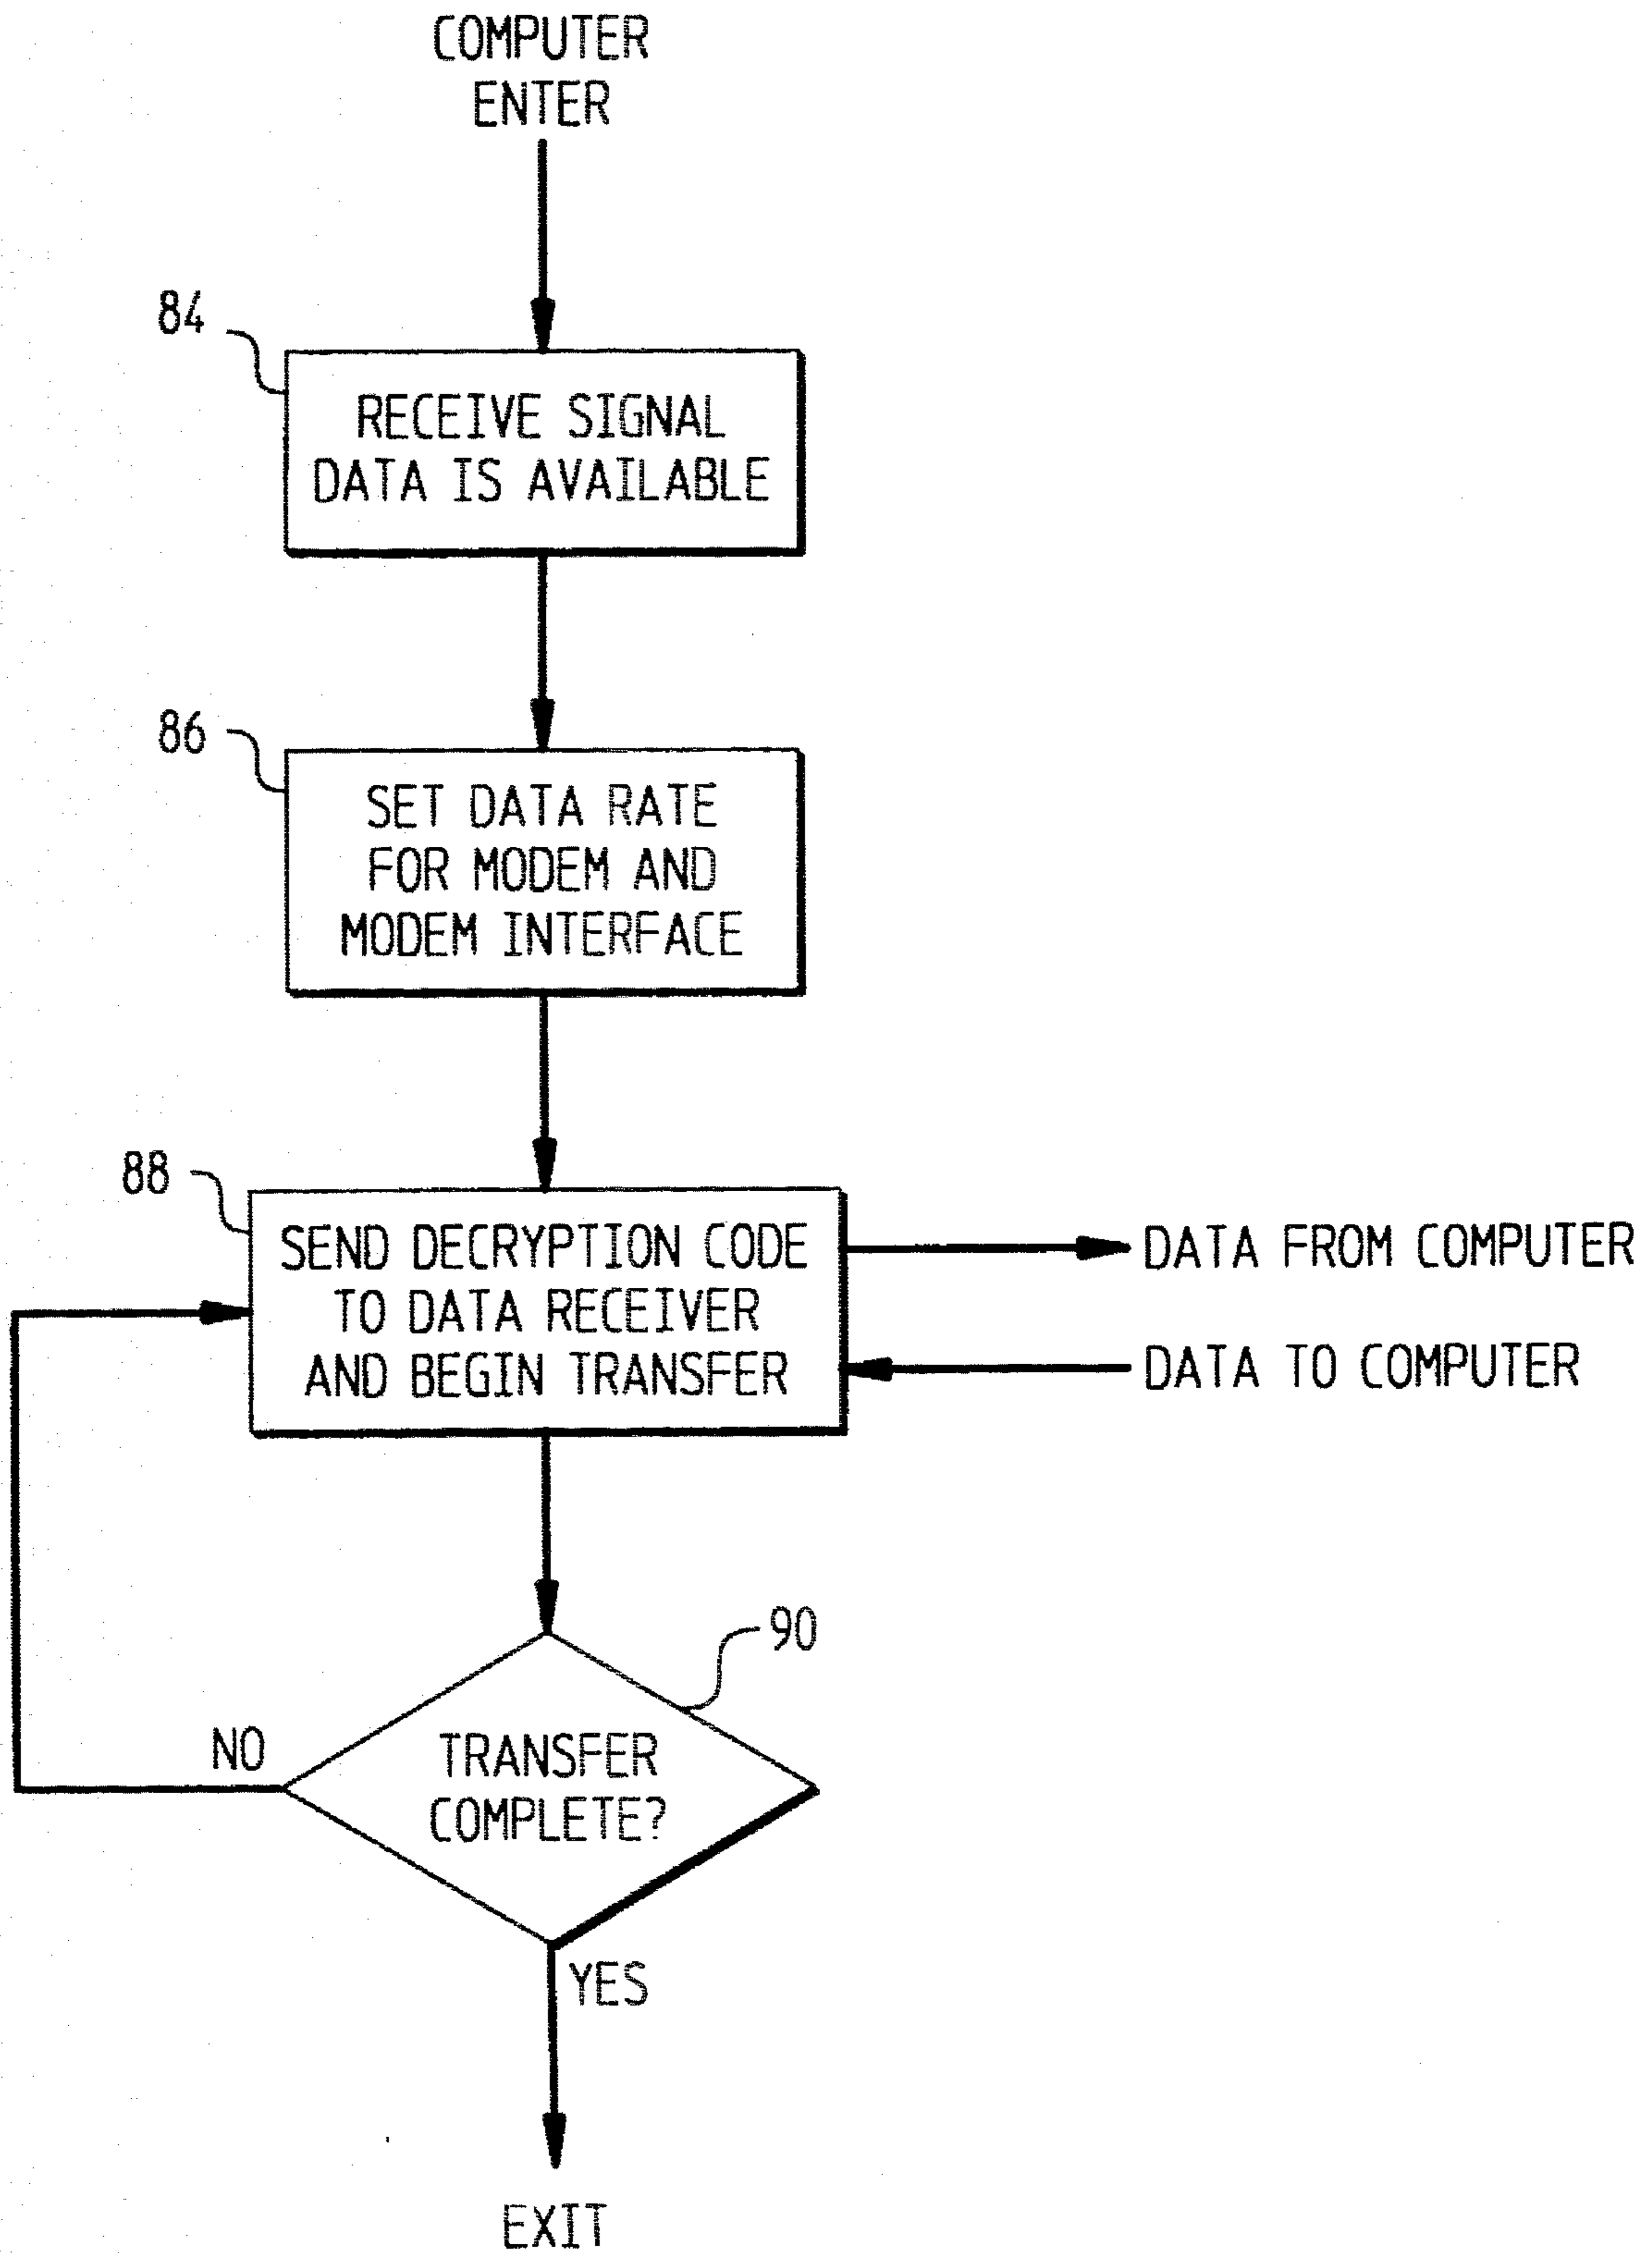 COMPUTER
ENTER
84
RECEIVE SIGNAL
DATA IS AVAILABLE
86
SET DATA RATE
FOR MODEM AND
MODEM INTERFACE
88
SEND DECRYPTION CODE
TO DATA RECEIVER
AND BEGIN TRANSFER
DATA FROM COMPUTER
DATA TO COMPUTER
90
TRANSFER
COMPLETE?
NO
YES
EXIT